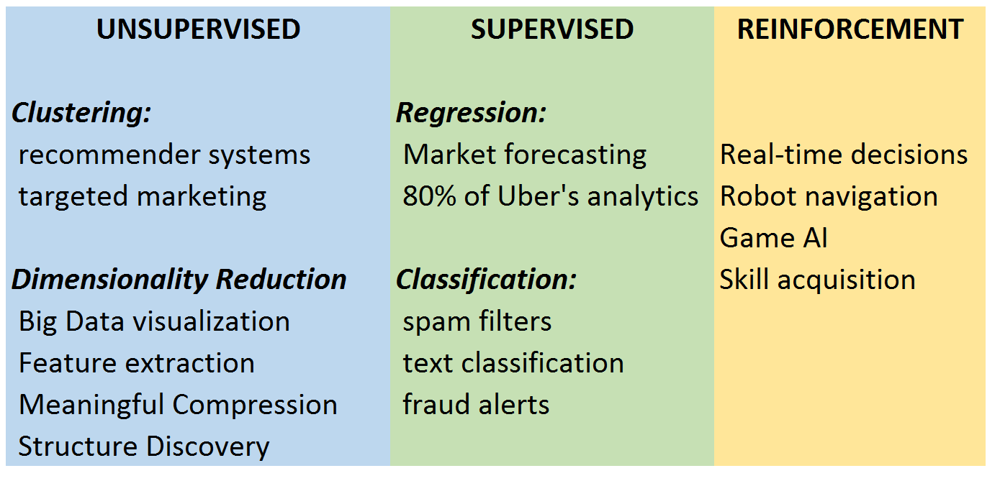 UNSUPERVISED
Clustering:
recommender systems
targeted marketing
Dimensionality Reduction
Big Data visualization
Feature extraction
Meaningful Compression
Structure Discovery
SUPERVISED
Regression:
Market forecasting
80% of Uber's analytics
Classification:
spam filters
text classification
fraud alerts
REINFORCEMENT
Real-time decisions
Robot navigation
Game AI
Skill acquisition